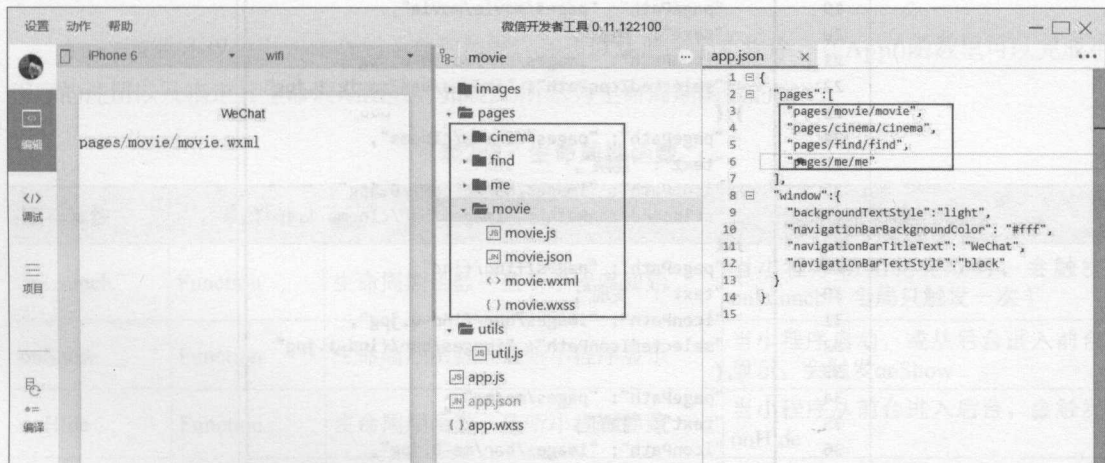 设置 动作 帮助
微信开发者工具 0.11.122100
iPhone 6
wifi
WeChat
pages/movie/movie.wxml
编辑
调试
项目
编译
movie
images
pages
cinema
find
me
movie
movie.js
movie.json
movie.wxml
movie.wxss
utils
util.js
app.js
app.json
app.wxss
app.json ×
1 {
2 "pages":[
3 "pages/movie/movie",
4 "pages/cinema/cinema",
5 "pages/find/find",
6 "pages/me/me"
7 ],
8 "window":{
9 "backgroundTextStyle":"light",
10 "navigationBarBackgroundColor": "#fff",
11 "navigationBarTitleText": "WeChat",
12 "navigationBarTextStyle":"black"
13 }
14 }
15